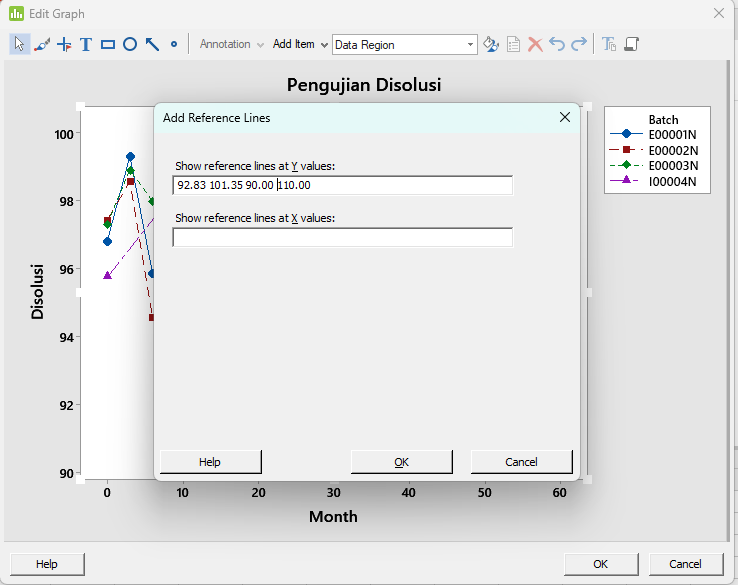 Edit Graph
T Annotation Add Item Data Region
Pengujian Disolusi
Add Reference Lines
Show reference lines at Y values:
92.83 101.35 90.00 110.00
Show reference lines at X values:
Help OK Cancel
Batch
E00001N
E00002N
E00003N
I00004N
Disolusi
100
98
96
94
92
90
0 10 20 30 40 50 60
Month
Help OK Cancel